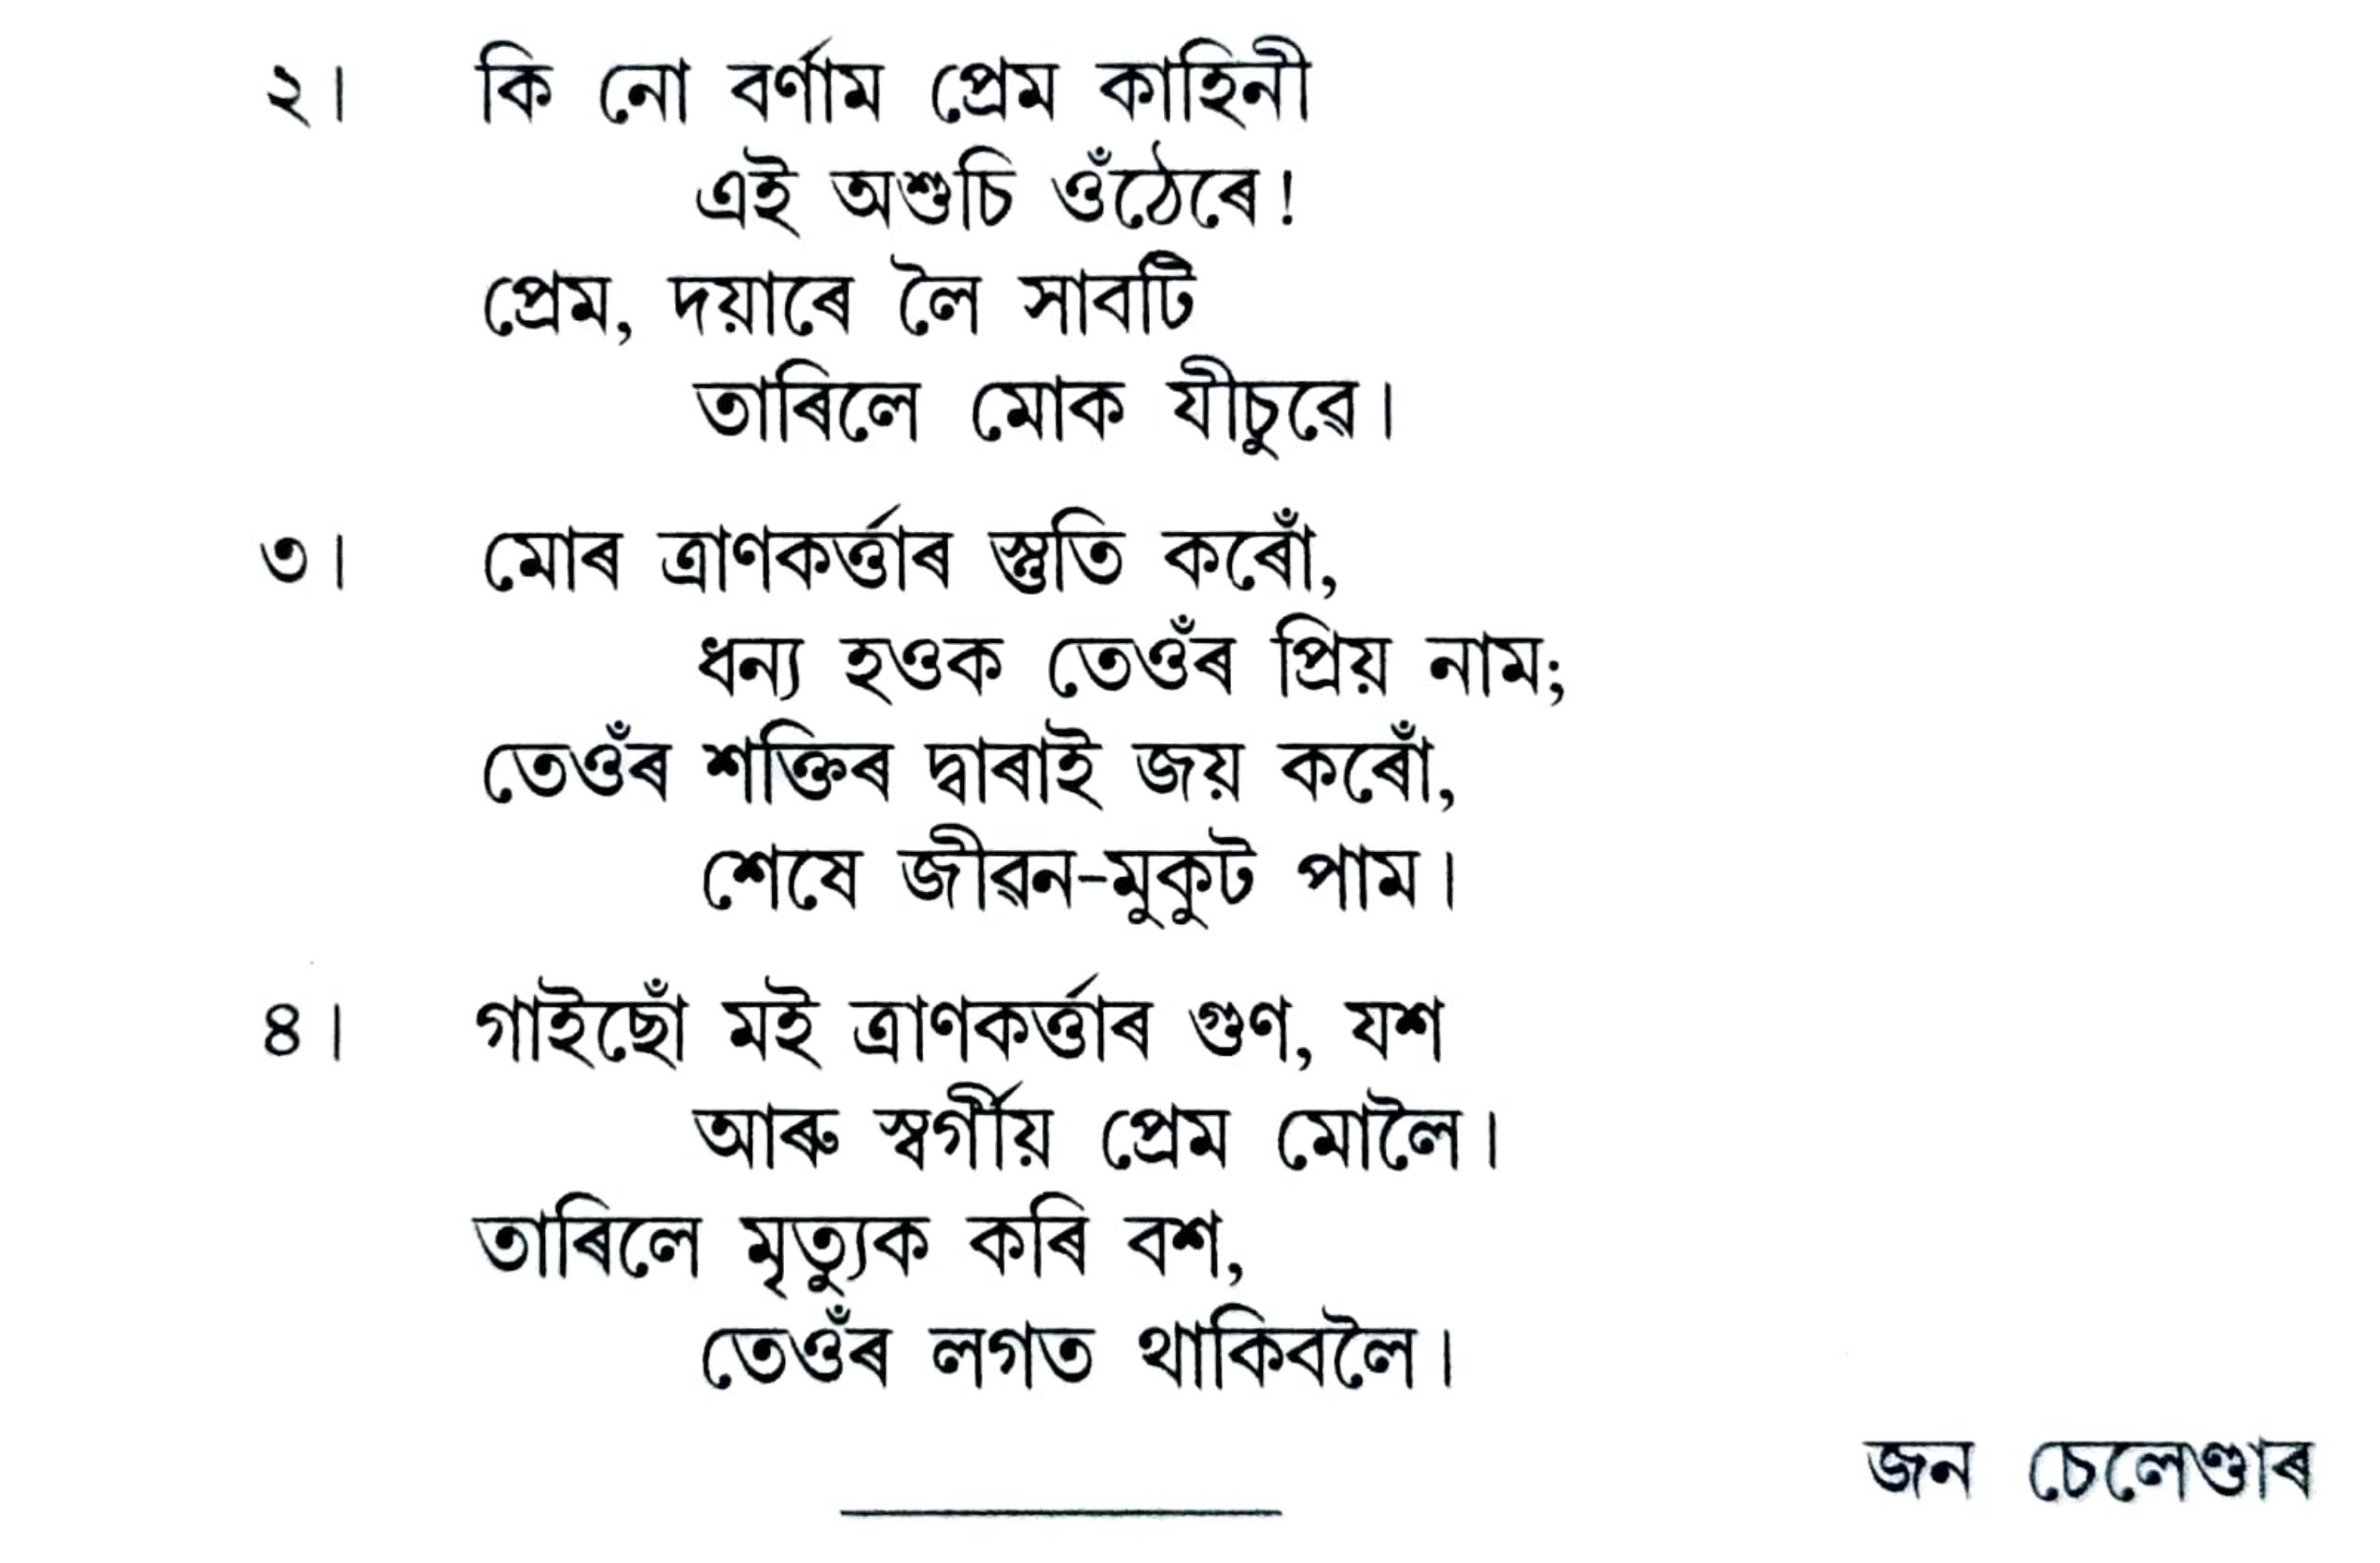 ২। কি নো বৰ্ণাম প্ৰেম কাহিনী
এই অশুচি ওঁঠেৰে!
প্ৰেম, দয়াৰে লৈ সাবটি
তাৰিলে মোক যীচুৱে।
৩। মোৰ ত্ৰাণকৰ্ত্তাৰ স্তুতি কৰোঁ,
ধন্য হওক তেওঁৰ প্ৰিয় নাম;
তেওঁৰ শক্তিৰ দ্বাৰাই জয় কৰোঁ,
শেষে জীৱন-মুকুট পাম।
৪। গাইছোঁ মই ত্ৰাণকৰ্ত্তাৰ গুণ, যশ
আৰু স্বৰ্গীয় প্ৰেম মোলৈ।
তাৰিলে মৃত্যুক কৰি বশ,
তেওঁৰ লগত থাকিবলৈ।
জন চেলেণ্ডাৰ